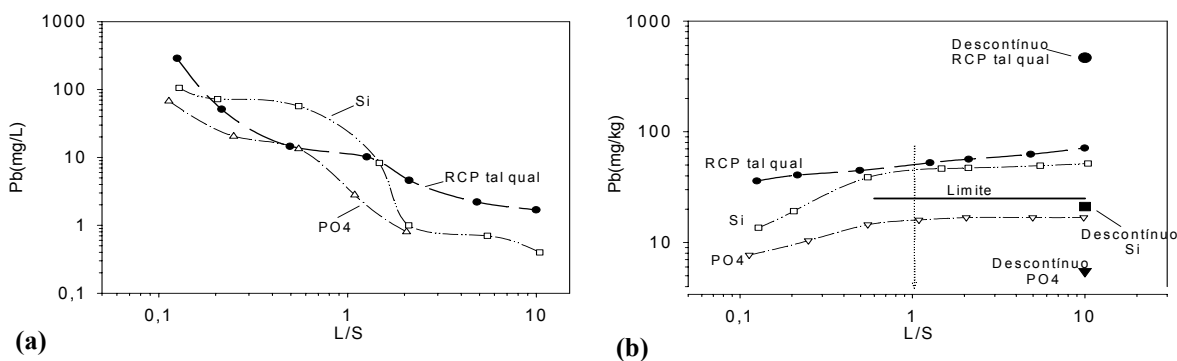 1000
100
10
1
0,1
Pb(mg/L)
Si
RCP tal qual
PO4
0,1
1
10
L/S
(a)
1000
100
10
Pb(mg/kg)
Descontínuo
RCP tal qual
RCP tal qual
Limite
Si
Descontínuo
Si
PO4
Descontínuo
PO4
0,1
1
10
L/S
(b)